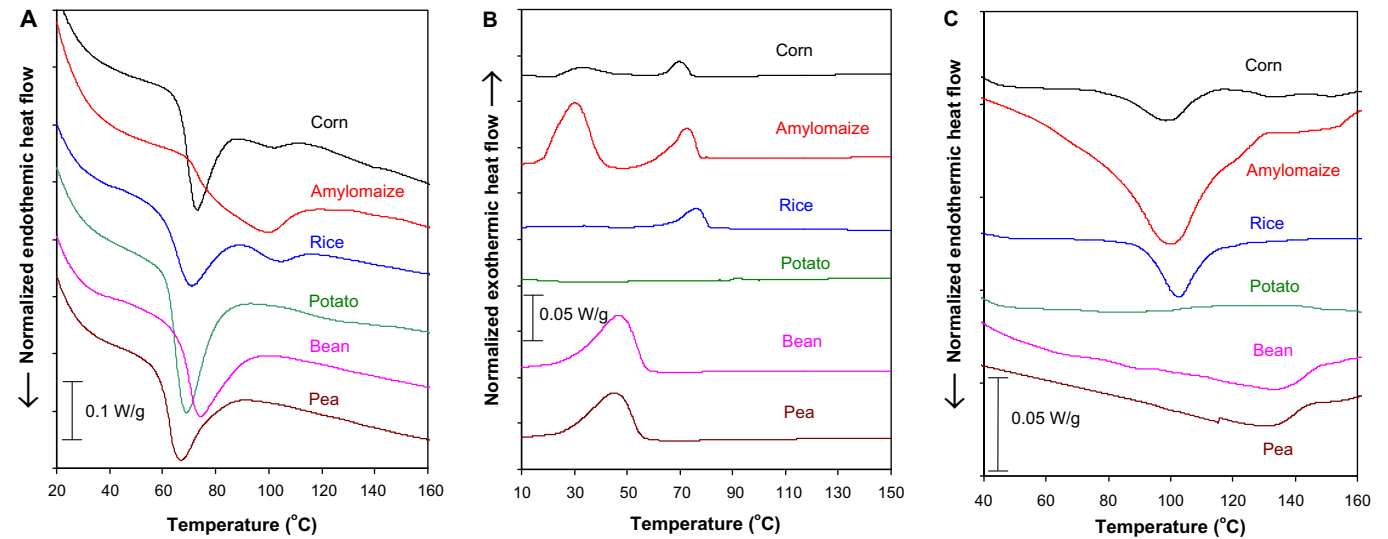 A
← Normalized endothemic heat flow
Corn
Amylomaize
Rice
Potato
Bean
Pea
0.1 W/g
20 40 60 80 100 120 140 160
Temperature (°C)
B
Normalized exothermic heat flow →
Corn
Amylomaize
Rice
Potato
0.05 W/g
Bean
Pea
10 30 50 70 90 110 130 150
Temperature (°C)
C
← Normalized endothermic heat flow
Corn
Amylomaize
Rice
Potato
Bean
0.05 W/g
Pea
40 60 80 100 120 140 160
Temperature (°C)